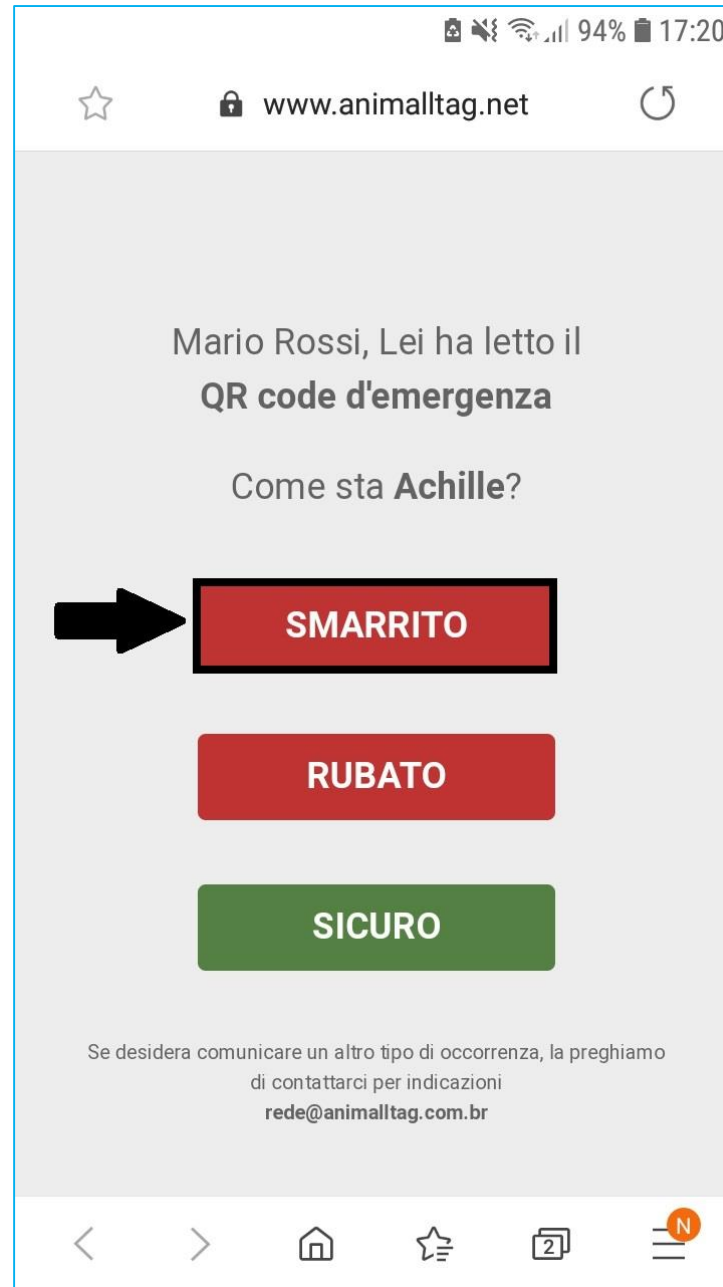 94% 17:20
www.animalltag.net
Mario Rossi, Lei ha letto il
QR code d'emergenza
Come sta Achille?
SMARRITO
RUBATO
SICURO
Se desidera comunicare un altro tipo di occorrenza, la preghiamo
di contattarci per indicazioni
rede@animalltag.com.br
2 N